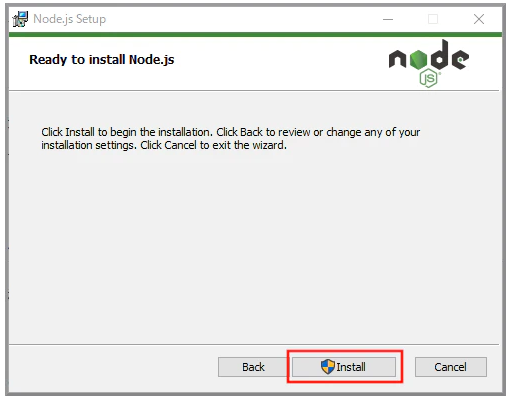 Node.js Setup
Ready to install Node.js
node
JS
Click Install to begin the installation. Click Back to review or change any of your
installation settings. Click Cancel to exit the wizard.
Back
Install
Cancel